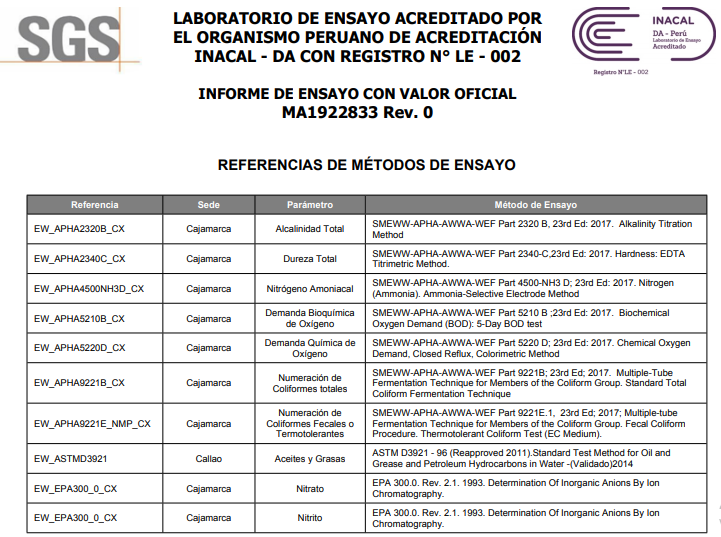 SGS
LABORATORIO DE ENSAYO ACREDITADO POR
EL ORGANISMO PERUANO DE ACREDITACIÓN
INACAL - DA CON REGISTRO N° LE - 002
INACAL
DA - Perú
Laboratorio de Ensayo
Acreditado
Registro N°LE - 002
INFORME DE ENSAYO CON VALOR OFICIAL
MA1922833 Rev. 0
REFERENCIAS DE MÉTODOS DE ENSAYO
Referencia Sede Parámetro Método de Ensayo
EW_APHA2320B_CX Cajamarca Alcalinidad Total SMEWW-APHA-AWWA-WEF Part 2320 B, 23rd Ed: 2017. Alkalinity Titration
Method
EW_APHA2340C_CX Cajamarca Dureza Total SMEWW-APHA-AWWA-WEF Part 2340-C,23rd Ed: 2017. Hardness: EDTA
Titrimetric Method.
EW_APHA4500NH3D_CX Cajamarca Nitrógeno Amoniacal SMEWW-APHA-AWWA-WEF Part 4500-NH3 D; 23rd Ed: 2017. Nitrogen
(Ammonia). Ammonia-Selective Electrode Method
EW_APHA5210B_CX Cajamarca Demanda Bioquímica
de Oxígeno SMEWW-APHA-AWWA-WEF Part 5210 B ;23rd Ed: 2017. Biochemical
Oxygen Demand (BOD): 5-Day BOD test
EW_APHA5220D_CX Cajamarca Demanda Química de
Oxígeno SMEWW-APHA-AWWA-WEF Part 5220 D; 23rd Ed: 2017. Chemical Oxygen
Demand, Closed Reflux, Colorimetric Method
EW_APHA9221B_CX Cajamarca Numeración de
Coliformes totales SMEWW-APHA-AWWA-WEF Part 9221B; 23rd Ed; 2017. Multiple-Tube
Fermentation Technique for Members of the Coliform Group. Standard Total
Coliform Fermentation Technique
EW_APHA9221E_NMP_CX Cajamarca Numeración de
Coliformes Fecales o
Termotolerantes SMEWW-APHA-AWWA-WEF Part 9221E.1, 23rd Ed; 2017; Multiple-tube
Fermentation Technique for Members of the Coliform Group. Fecal Coliform
Procedure. Thermotolerant Coliform Test (EC Medium).
EW_ASTMD3921 Callao Aceites y Grasas ASTM D3921 - 96 (Reapproved 2011).Standard Test Method for Oil and
Grease and Petroleum Hydrocarbons in Water -(Validado)2014
EW_EPA300_0_CX Cajamarca Nitrato EPA 300.0. Rev. 2.1. 1993. Determination Of Inorganic Anions By Ion
Chromatography.
EW_EPA300_0_CX Cajamarca Nitrito EPA 300.0. Rev. 2.1. 1993. Determination Of Inorganic Anions By Ion
Chromatography.